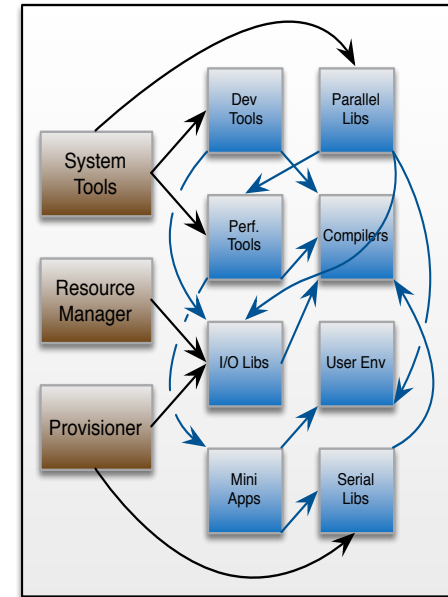 Dev
Tools
Parallel
Libs
System
Tools
Perf.
Tools
Compilers
Resource
Manager
I/O Libs
User Env
Provisioner
Mini
Apps
Serial
Libs